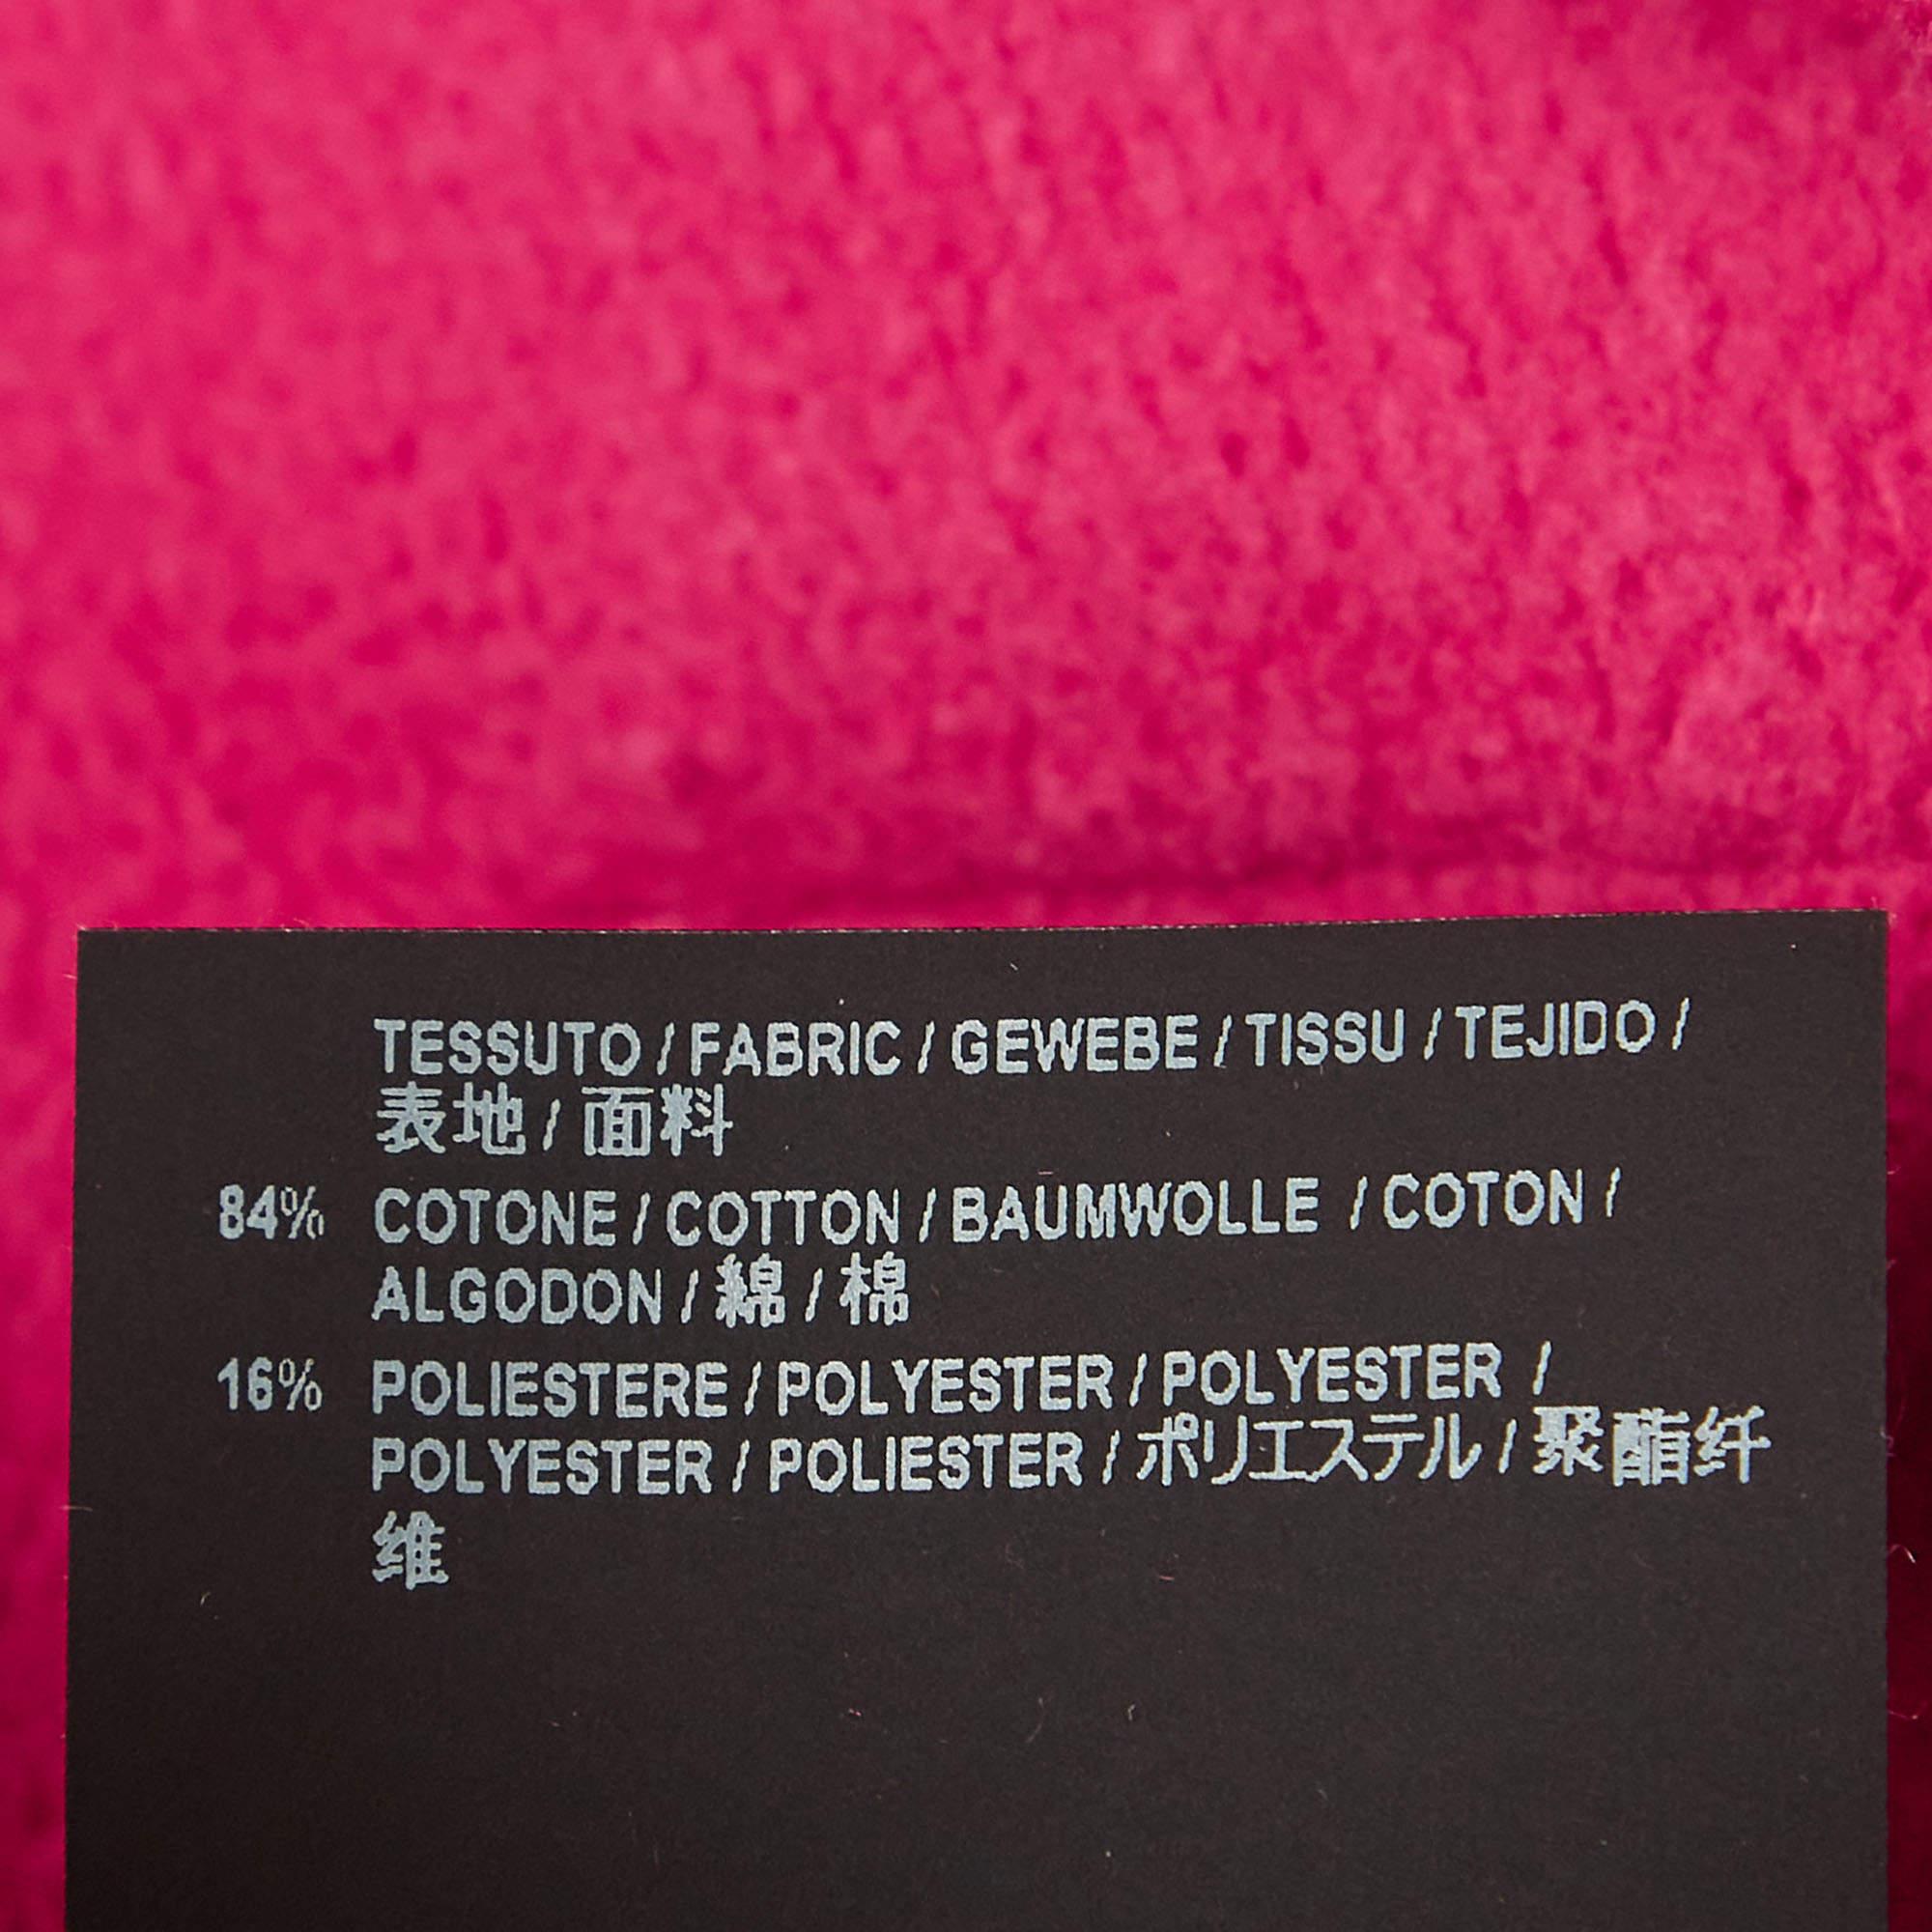 TESSUTO / FABRIC / GEWEBE / TISSU / TEJIDO /
表地 / 面料
84% COTONE / COTTON / BAUMWOLLE / COTON /
ALGODON / 綿 / 棉
16% POLIESTERE / POLYESTER / POLYESTER /
POLYESTER / POLIESTER / ポリエステル / 聚酯纤
维